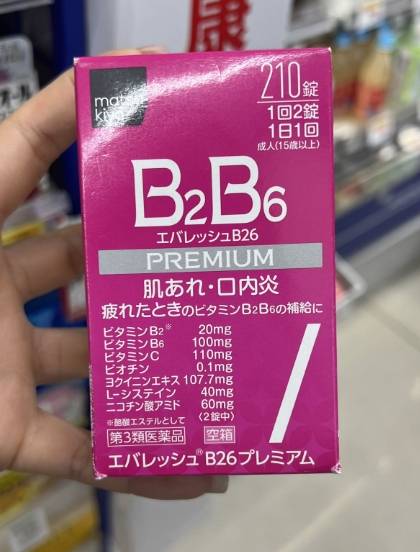 康
210錠
1回2錠
1日1回
成人(15歳以上)
B2B6
エバレッシュB26
PREMIUM
肌あれ・口内炎
疲れたときのビタミンB2B6の補給に
ビタミンB2※ 20mg
ビタミンB6 100mg
ビタミンC 110mg
ビオチン 0.1mg
ヨクイニンエキス 107.7mg
L-システイン 40mg
ニコチン酸アミド 60mg
※酪酸エステルとして 〈2錠中〉
第3類医薬品 空箱
エバレッシュ® B26プレミアム